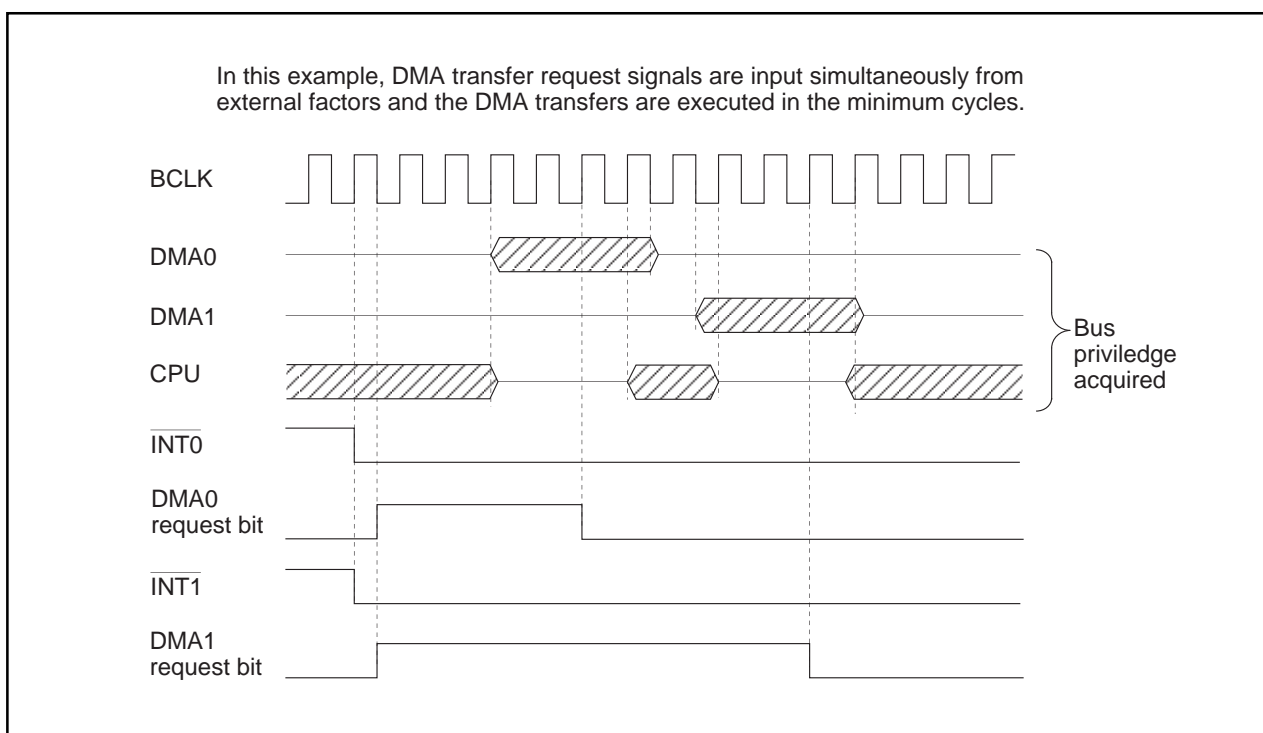 In this example, DMA transfer request signals are input simultaneously from
external factors and the DMA transfers are executed in the minimum cycles.
BCLK
DMA0
DMA1
CPU
Bus
priviledge
acquired
INT0
DMA0
request bit
INT1
DMA1
request bit